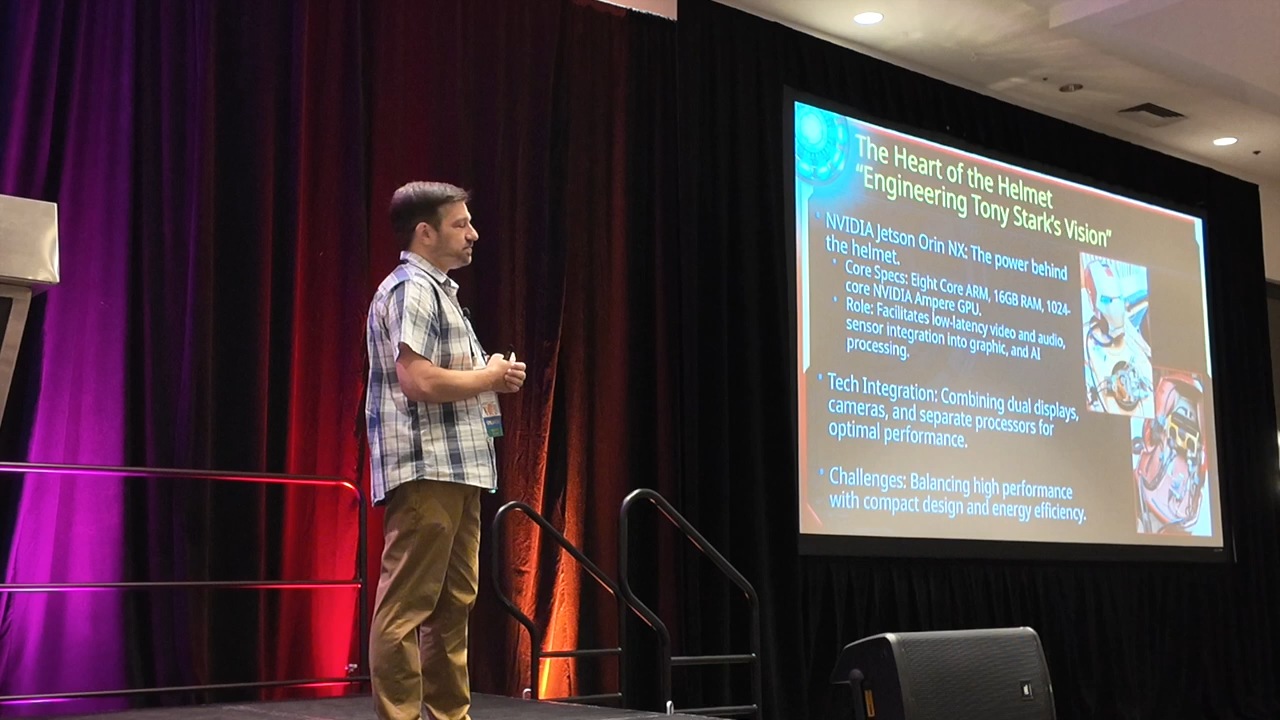 The Heart of the Helmet
“Engineering Tony Stark’s Vision”
NVIDIA Jetson Orin NX: The power behind
the helmet.
Core Specs: Eight Core ARM, 16GB RAM, 1024-
core NVIDIA Ampere GPU.
Role: Facilitates low-latency video and audio,
sensor integration into graphic, and AI
processing.
Tech Integration: Combining dual displays,
cameras, and separate processors for
optimal performance.
Challenges: Balancing high performance
with compact design and energy efficiency.